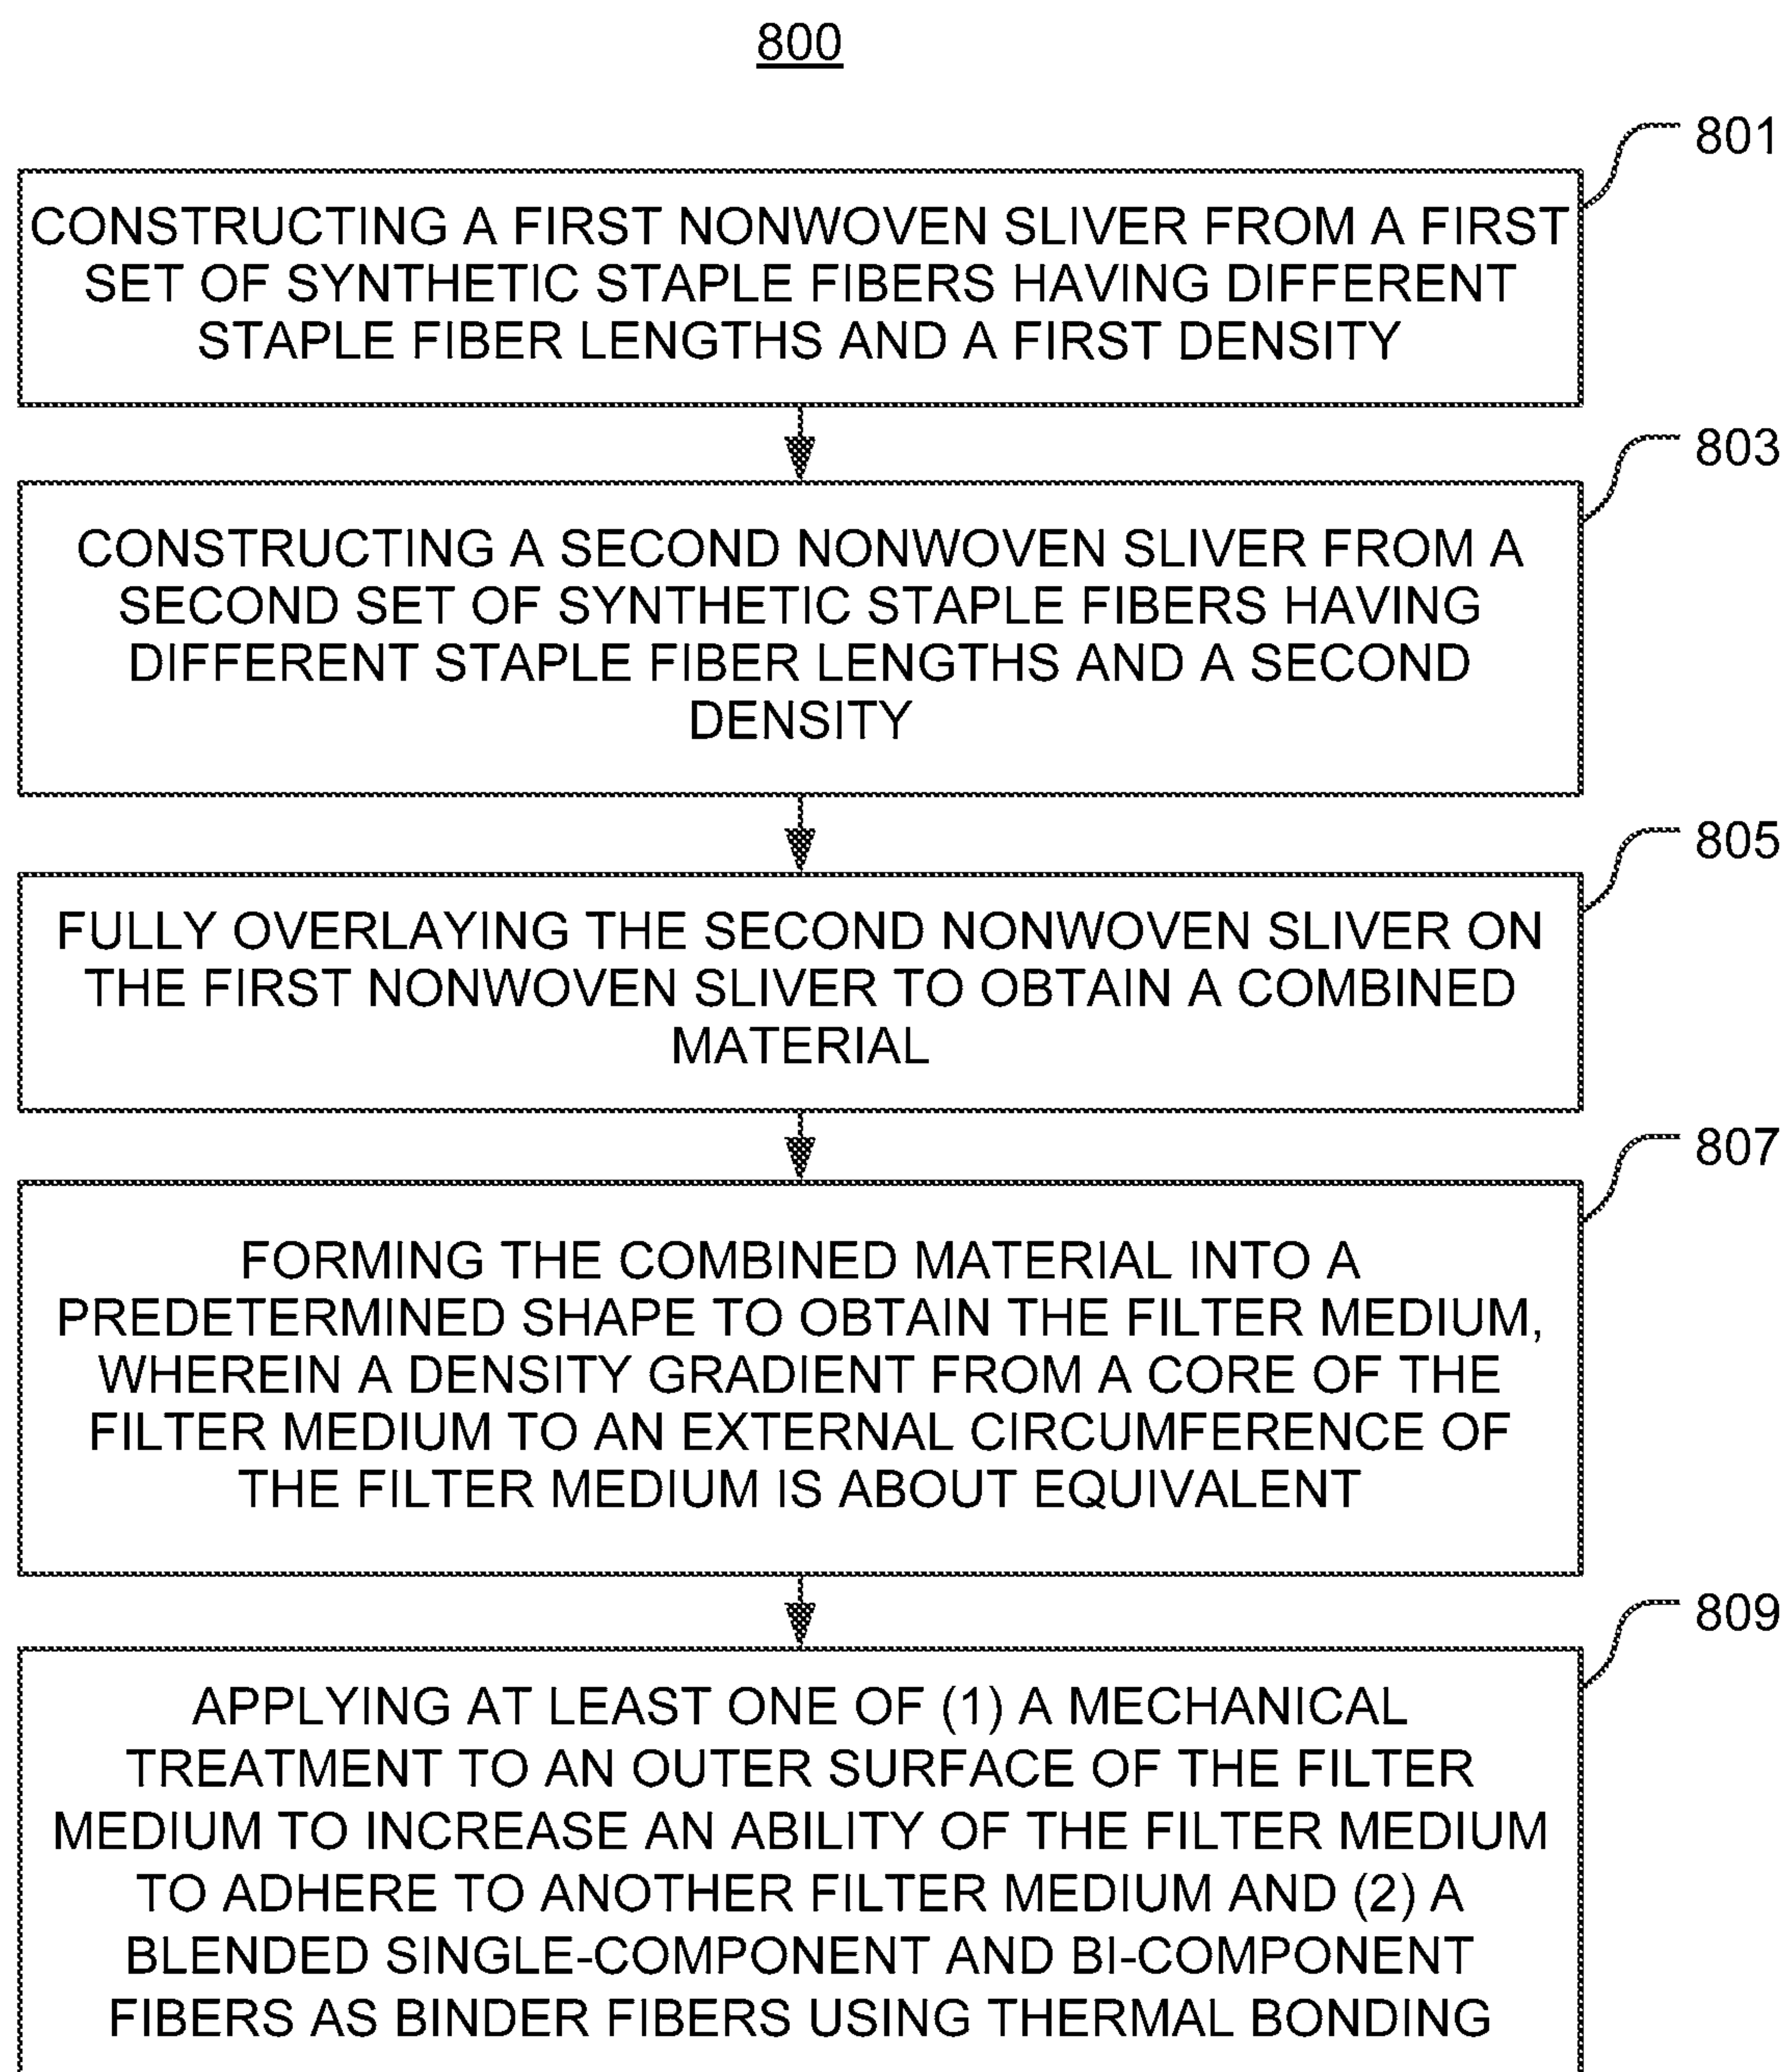 800
801
CONSTRUCTING A FIRST NONWOVEN SLIVER FROM A FIRST
SET OF SYNTHETIC STAPLE FIBERS HAVING DIFFERENT
STAPLE FIBER LENGTHS AND A FIRST DENSITY
803
CONSTRUCTING A SECOND NONWOVEN SLIVER FROM A
SECOND SET OF SYNTHETIC STAPLE FIBERS HAVING
DIFFERENT STAPLE FIBER LENGTHS AND A SECOND
DENSITY
805
FULLY OVERLAYING THE SECOND NONWOVEN SLIVER ON
THE FIRST NONWOVEN SLIVER TO OBTAIN A COMBINED
MATERIAL
807
FORMING THE COMBINED MATERIAL INTO A
PREDETERMINED SHAPE TO OBTAIN THE FILTER MEDIUM,
WHEREIN A DENSITY GRADIENT FROM A CORE OF THE
FILTER MEDIUM TO AN EXTERNAL CIRCUMFERENCE OF
THE FILTER MEDIUM IS ABOUT EQUIVALENT
809
APPLYING AT LEAST ONE OF (1) A MECHANICAL
TREATMENT TO AN OUTER SURFACE OF THE FILTER
MEDIUM TO INCREASE AN ABILITY OF THE FILTER MEDIUM
TO ADHERE TO ANOTHER FILTER MEDIUM AND (2) A
BLENDED SINGLE-COMPONENT AND BI-COMPONENT
FIBERS AS BINDER FIBERS USING THERMAL BONDING